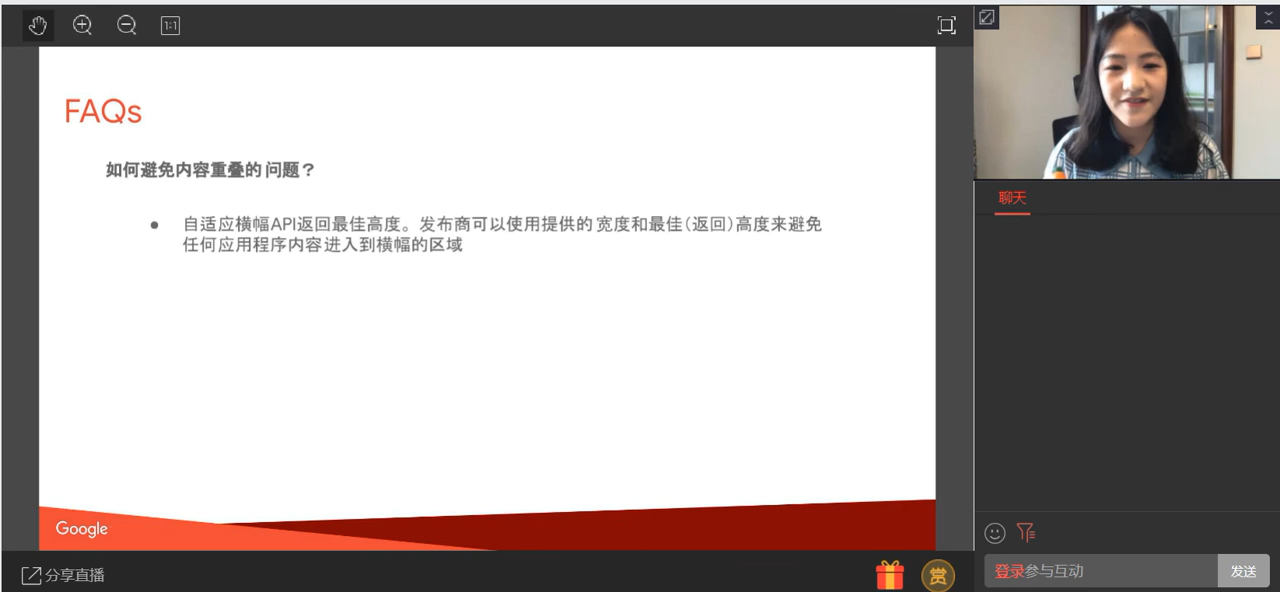 1:1
FAQs
如何避免内容重叠的问题？
● 自适应横幅API返回最佳高度。发布商可以使用提供的宽度和最佳(返回)高度来避免
任何应用程序内容进入到横幅的区域
Google
分享直播
赏
聊天
登录参与互动
发送